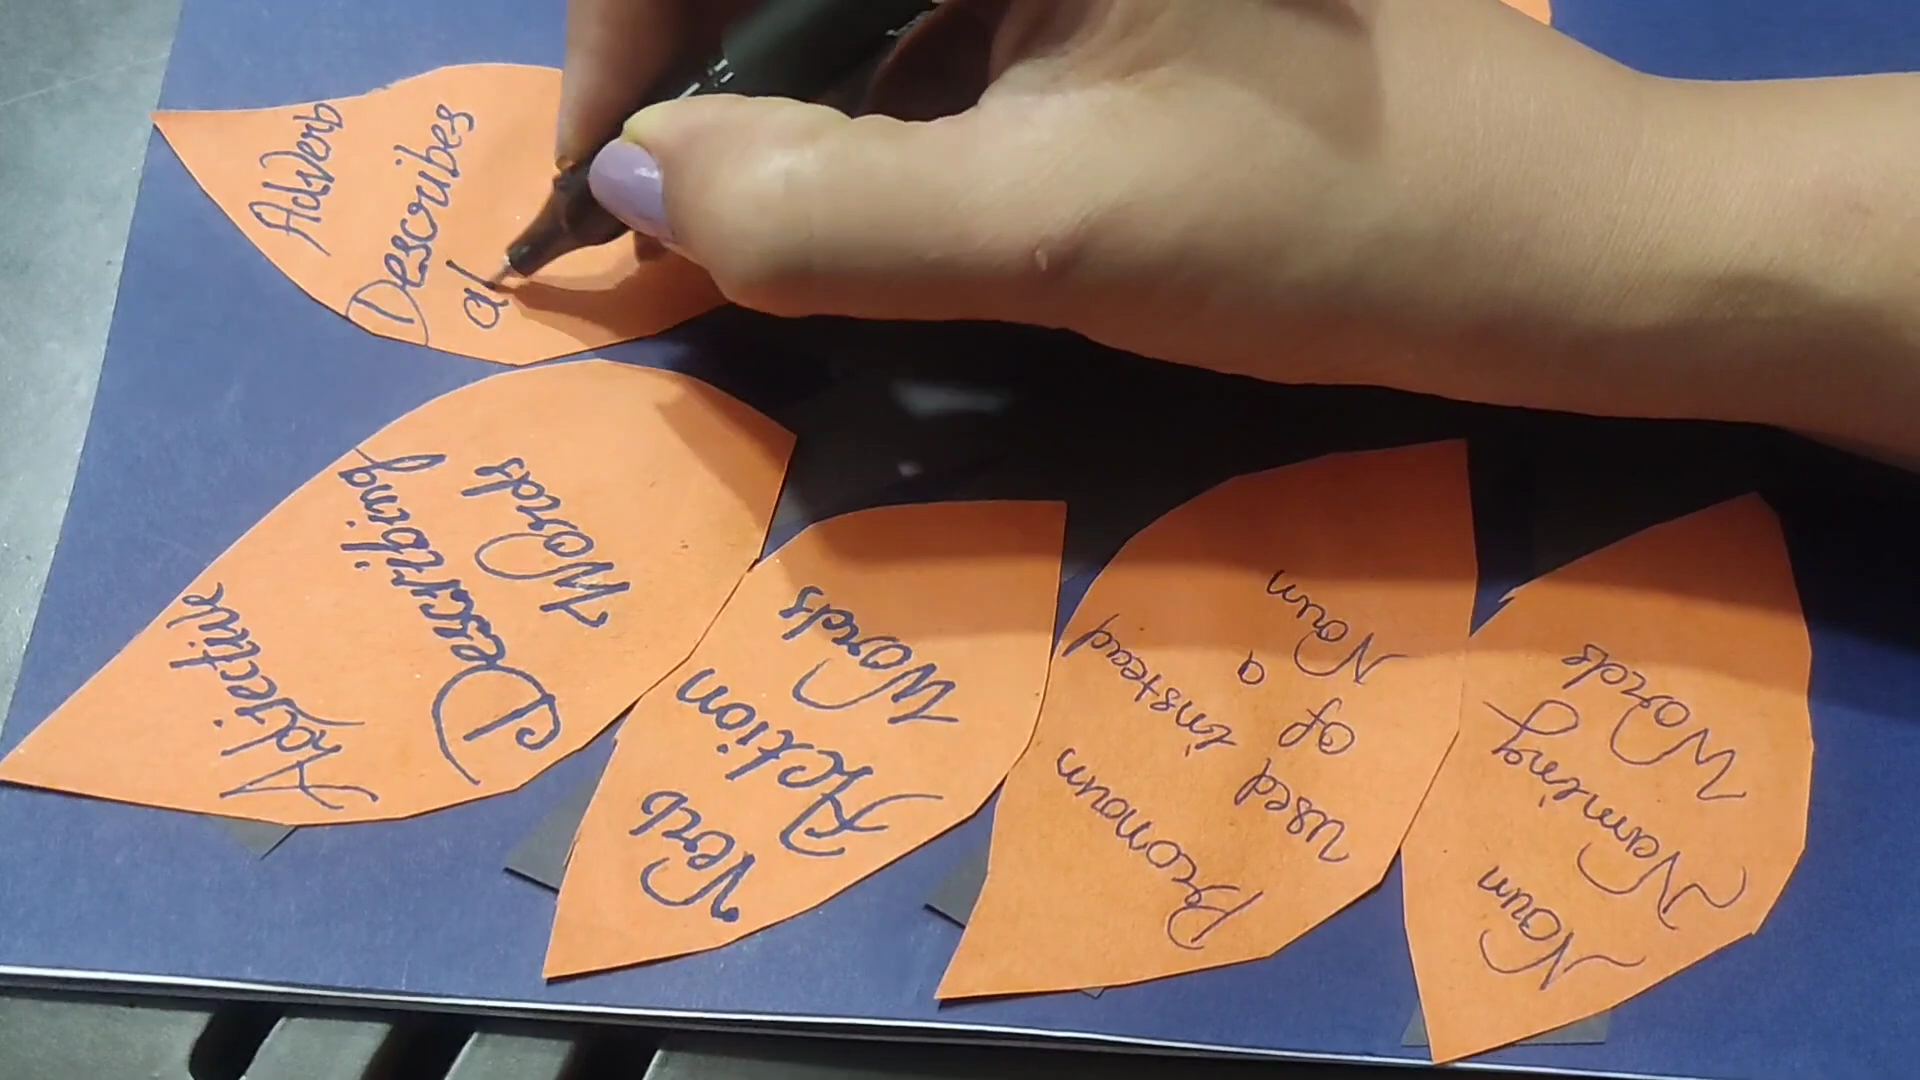 Noun
Naming
Words
Pronoun
used instead
of a
Noun
Verb
Action
Words
Adjective
Describing
Words
Adverb
Describes
a